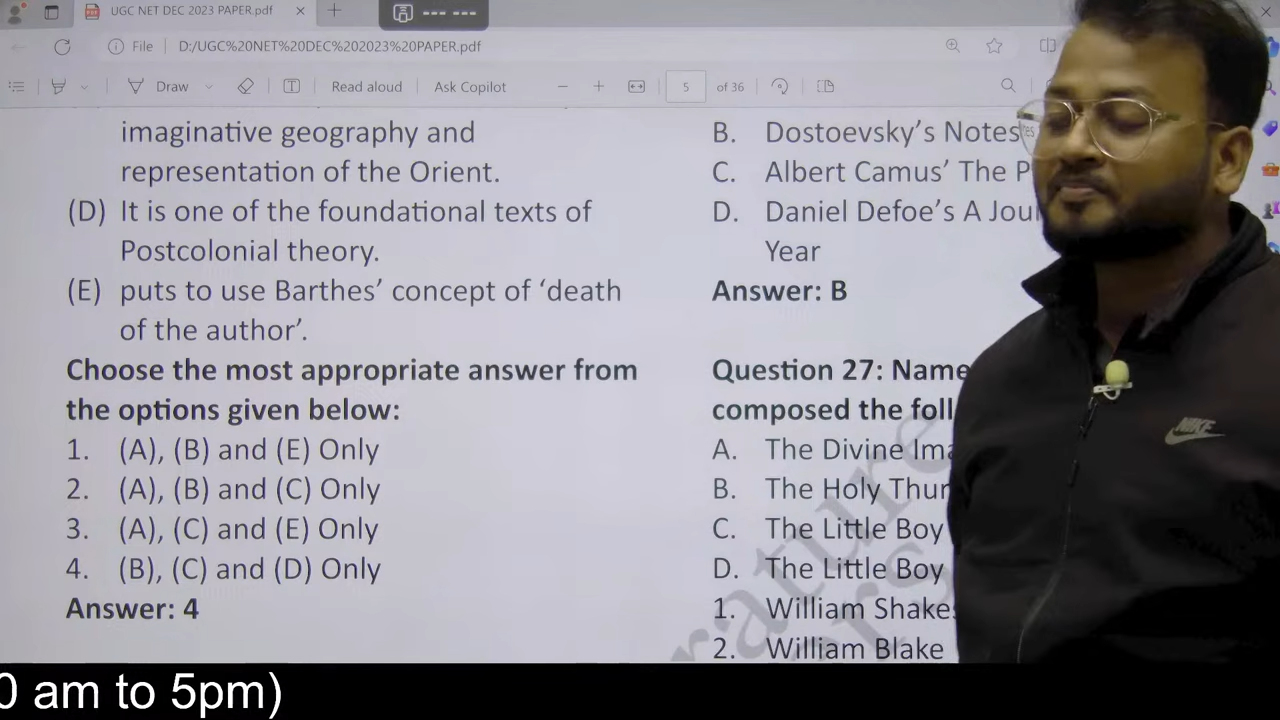 UGC NET DEC 2023 PAPER.pdf
File
D:/UGC%20NET%20DEC%202023%20PAPER.pdf
Draw
Read aloud
Ask Copilot
5
of 36
imaginative geography and
representation of the Orient.
(D) It is one of the foundational texts of
Postcolonial theory.
(E) puts to use Barthes’ concept of ‘death
of the author’.
Choose the most appropriate answer from
the options given below:
1. (A), (B) and (E) Only
2. (A), (B) and (C) Only
3. (A), (C) and (E) Only
4. (B), (C) and (D) Only
Answer: 4
B. Dostoevsky’s Notes
C. Albert Camus’ The P
D. Daniel Defoe’s A Jou
Year
Answer: B
Question 27: Name
composed the foll
A. The Divine Ima
B. The Holy Thur
C. The Little Boy
D. The Little Boy
1. William Shakes
2. William Blake
NIKE
0 am to 5pm)